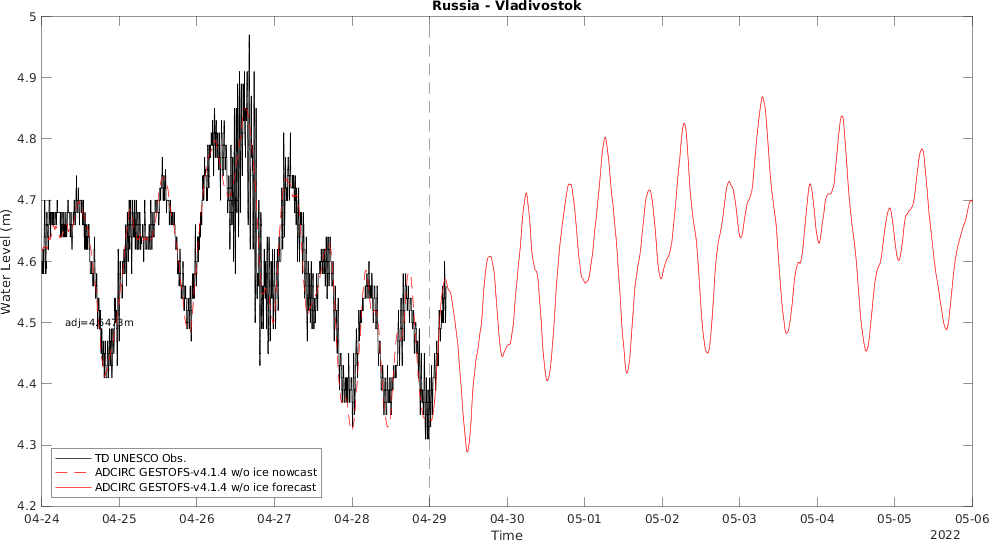 Russia - Vladivostok
5
4.9
4.8
4.7
4.6
4.5
4.4
4.3
4.2
Water Level (m)
adj=4.5473m
TD UNESCO Obs.
ADCIRC GESTOFS-v4.1.4 w/o ice nowcast
ADCIRC GESTOFS-v4.1.4 w/o ice forecast
04-24 04-25 04-26 04-27 04-28 04-29 04-30 05-01 05-02 05-03 05-04 05-05 05-06
Time
2022